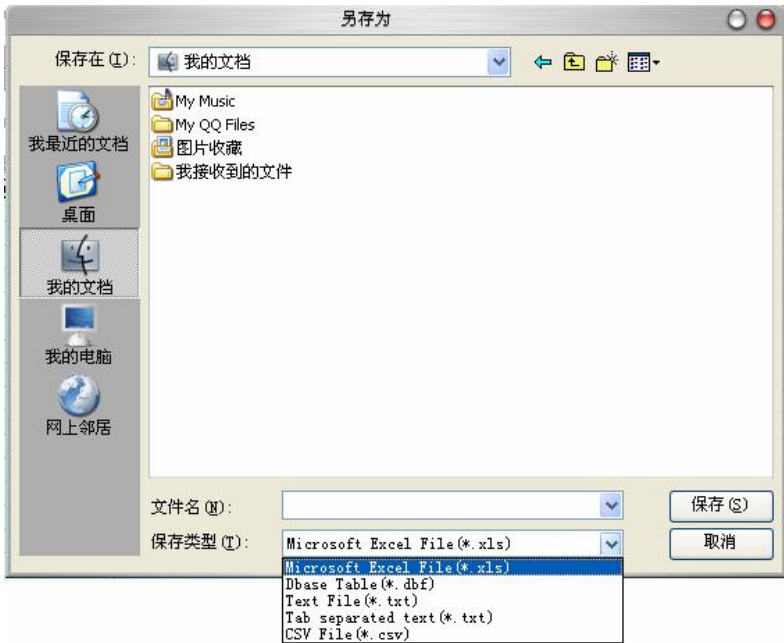 另存为
保存在(I):
我的文档
My Music
My QQ Files
图片收藏
我接收到的文件
我最近的文档
桌面
我的文档
我的电脑
网上邻居
文件名(N):
保存(S)
保存类型(T):
Microsoft Excel File(*.xls)
取消
Microsoft Excel File(*.xls)
Dbase Table(*.dbf)
Text File(*.txt)
Tab separated text(*.txt)
CSV File(*.csv)